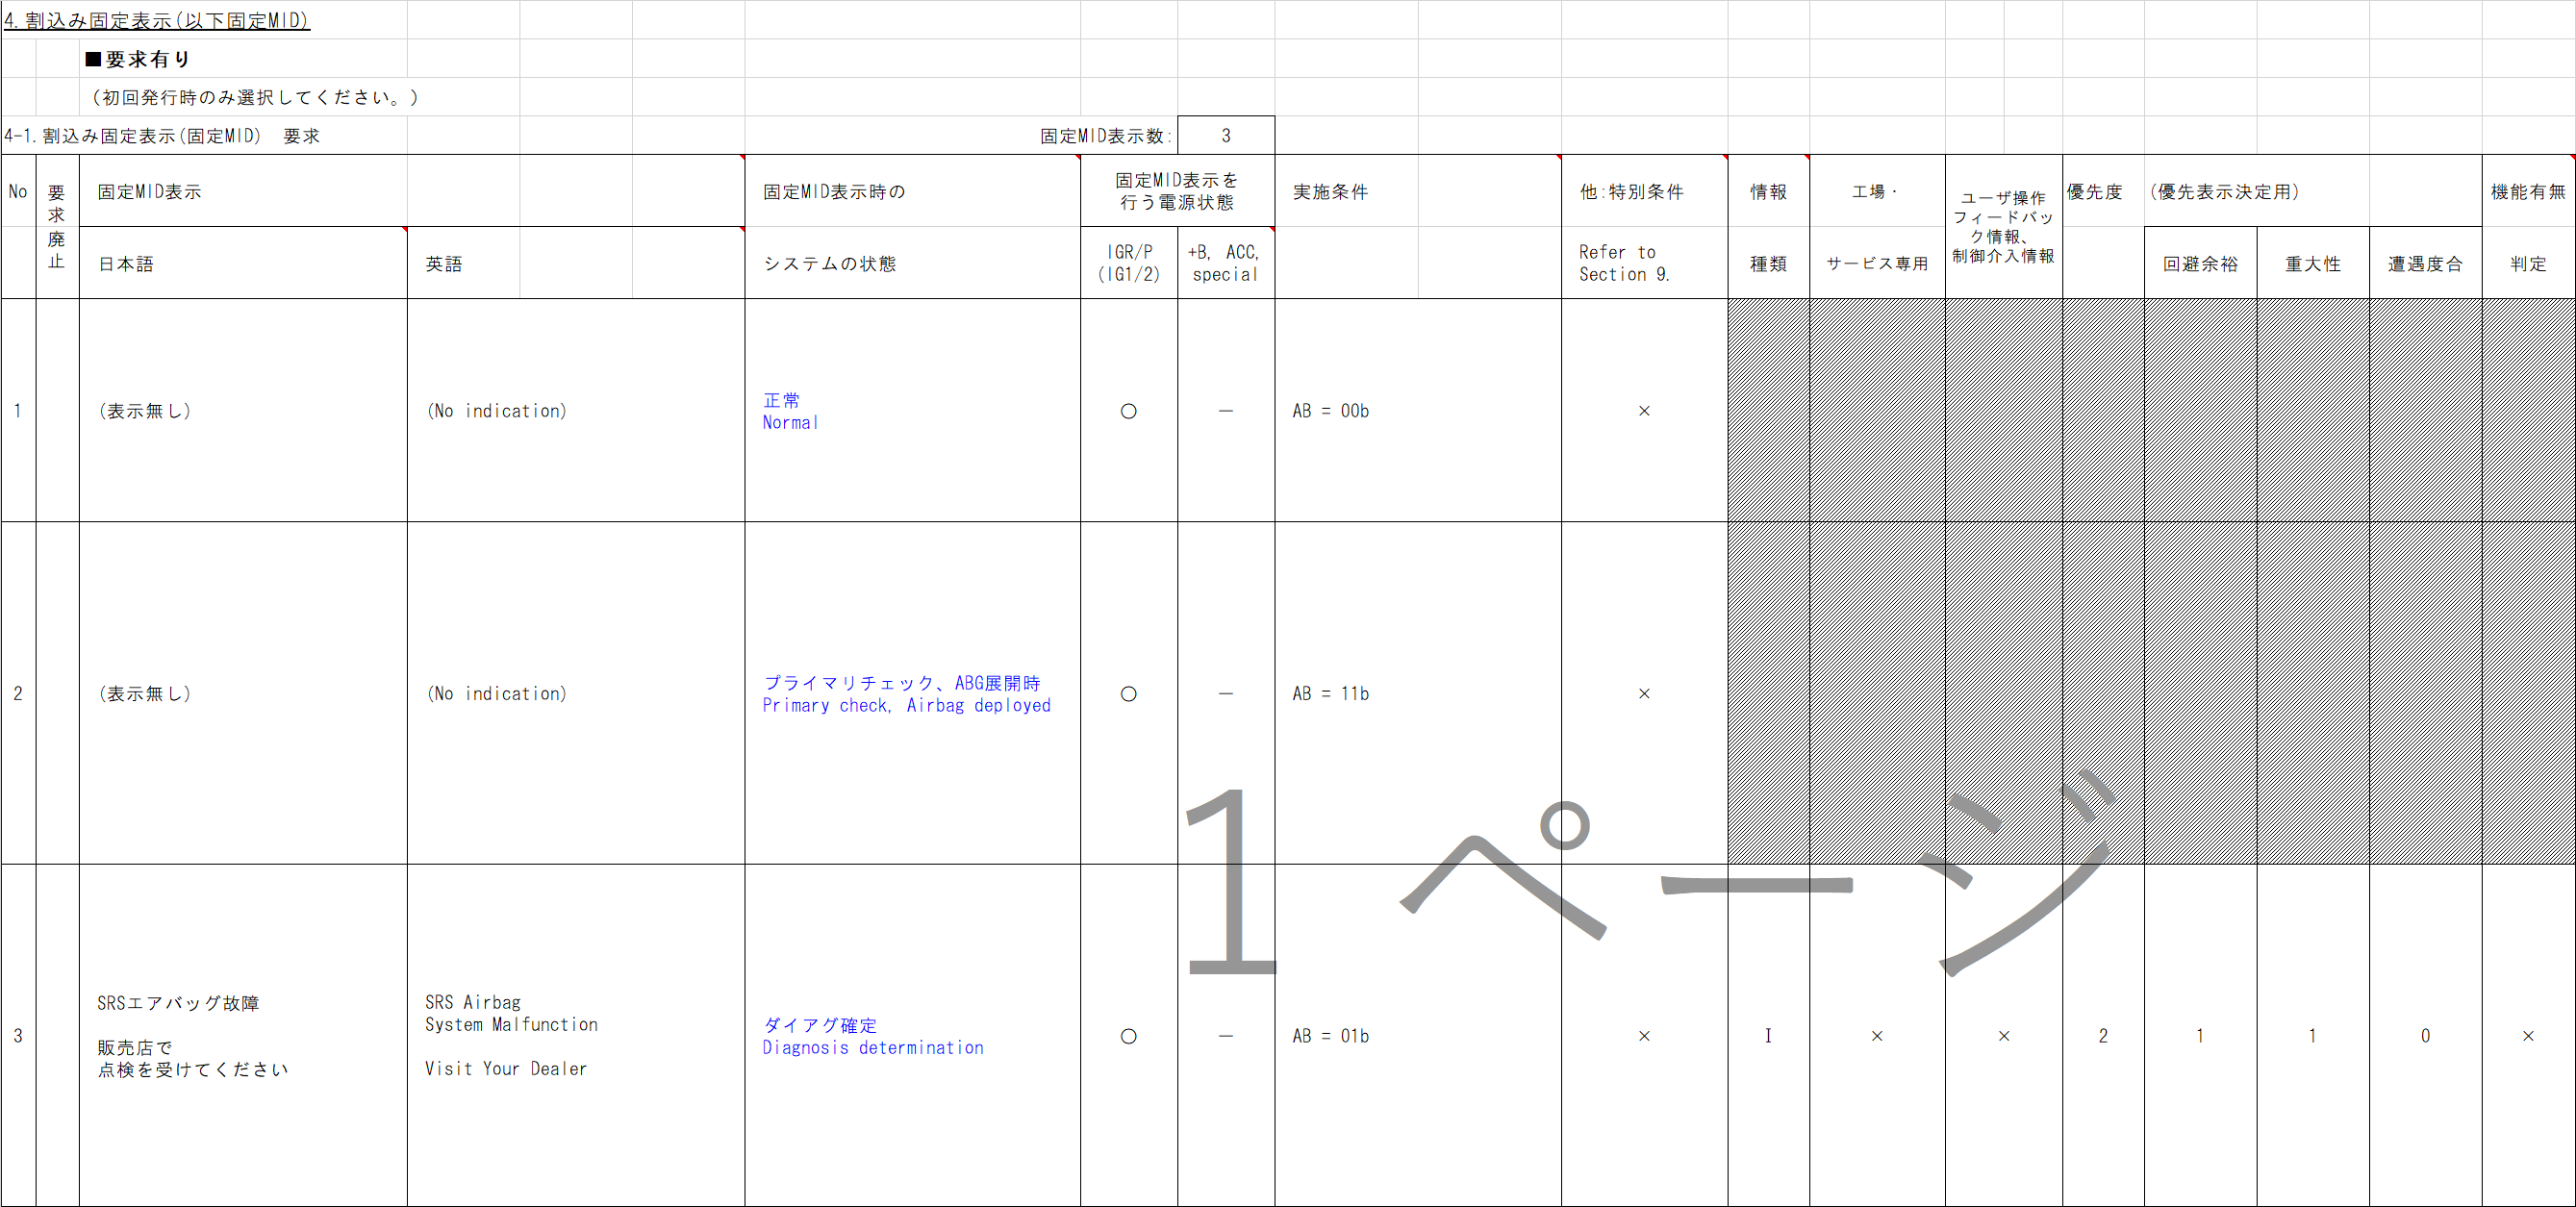 4.割込み固定表示(以下固定MID)
■要求有り
(初回発行時のみ選択してください。)
4-1.割込み固定表示(固定MID) 要求
固定MID表示数:
3
No
要求廃止
固定MID表示
固定MID表示時の
固定MID表示を
行う電源状態
実施条件
他:特別条件
情報
工場・
ユーザ操作
フィードバッ
ク情報、
制御介入情報
優先度
(優先表示決定用)
機能有無
日本語
英語
システムの状態
IGR/P
(IG1/2)
+B, ACC,
special
Refer to
Section 9.
種類
サービス専用
回避余裕
重大性
遭遇度合
判定
1
(表示無し)
(No indication)
正常
Normal
○
－
AB = 00b
×
2
(表示無し)
(No indication)
プライマリチェック、ABG展開時
Primary check, Airbag deployed
○
－
AB = 11b
×
1 ページ
3
SRSエアバッグ故障
販売店で
点検を受けてください
SRS Airbag
System Malfunction
Visit Your Dealer
ダイアグ確定
Diagnosis determination
○
－
AB = 01b
×
I
×
×
2
1
1
0
×